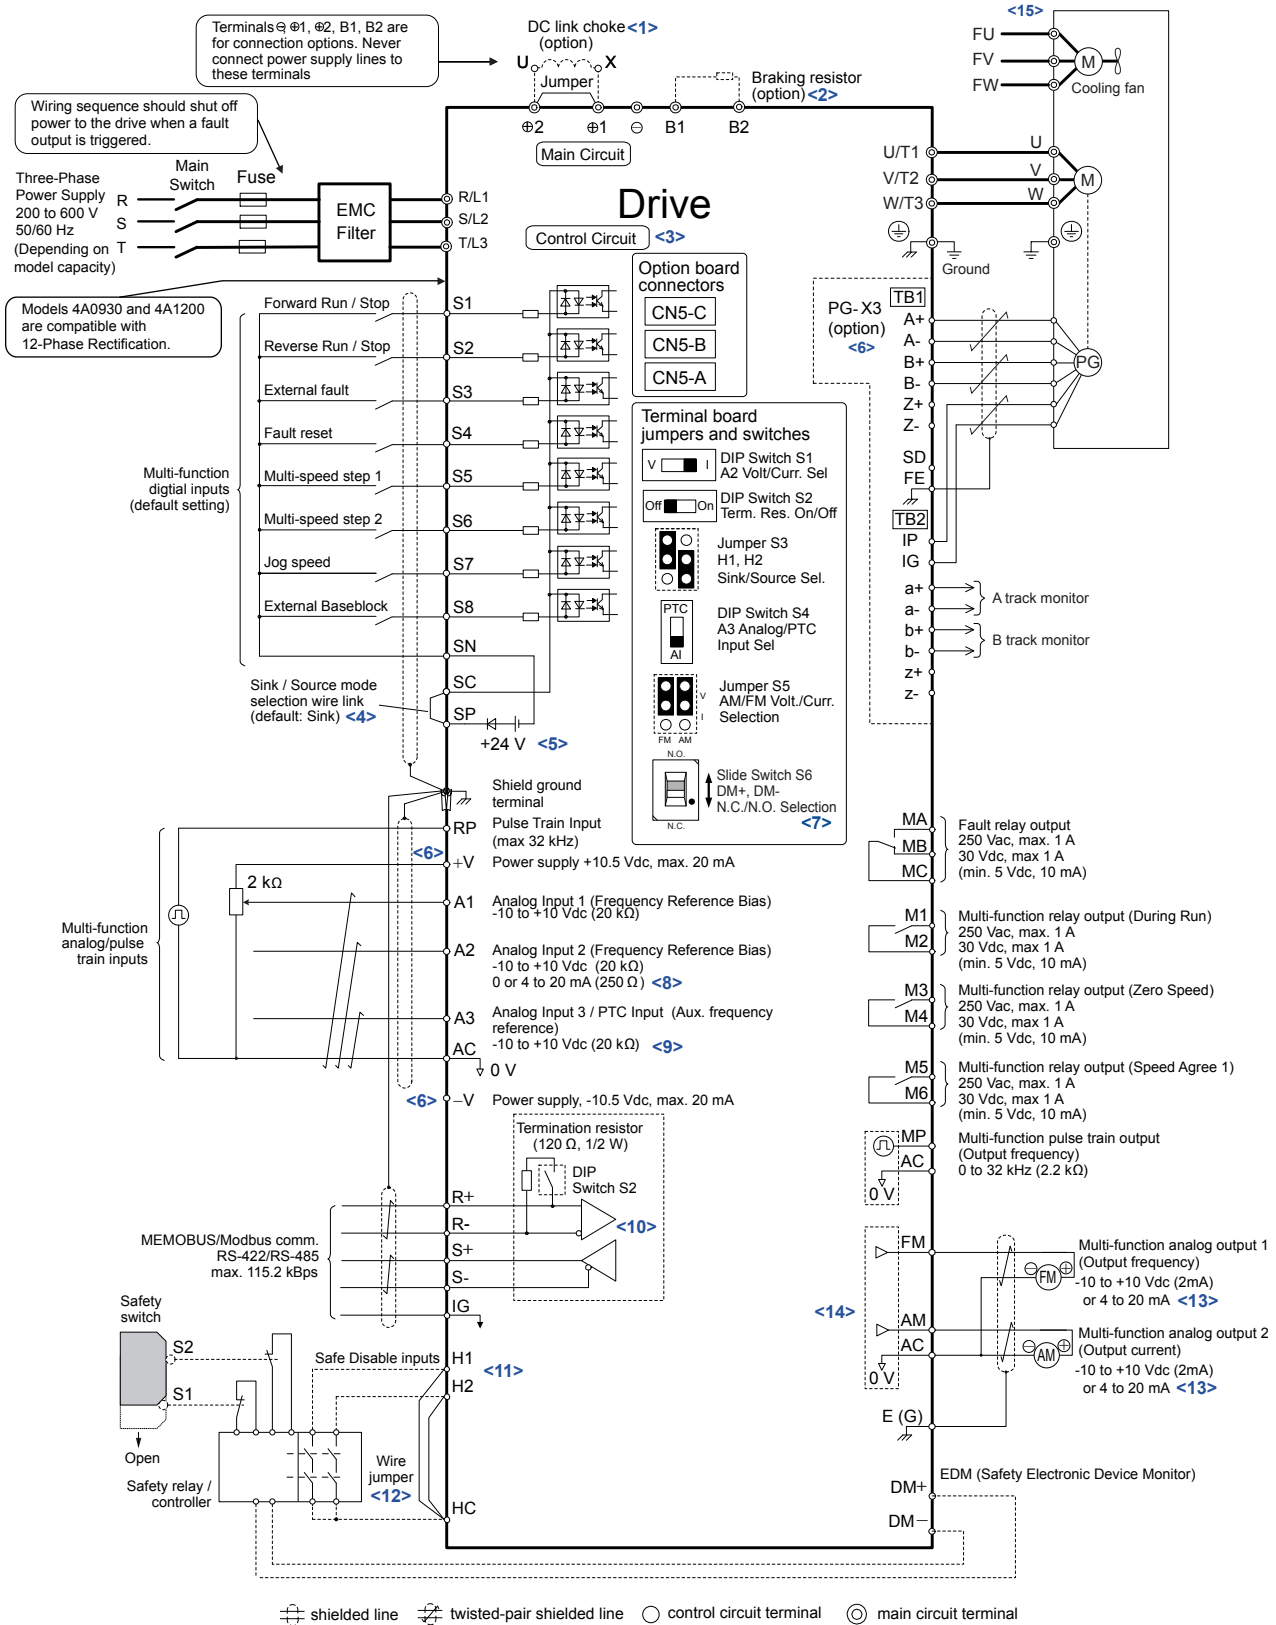 Terminals ⊖, ⊕1, ⊕2, B1, B2 are
for connection options. Never
connect power supply lines to
these terminals
DC link choke <1>
(option)
U
X
Jumper
Braking resistor
(option) <2>
<15>
FU
FV
FW
M
Cooling fan
Wiring sequence should shut off
power to the drive when a fault
output is triggered.
⊕2
⊕1
⊖
B1
B2
Main Circuit
Three-Phase
Power Supply
200 to 600 V
50/60 Hz
(Depending on
model capacity)
R
S
T
Main
Switch
Fuse
EMC
Filter
R/L1
S/L2
T/L3
Drive
Control Circuit <3>
U/T1
V/T2
W/T3
U
V
W
M
Ground
Models 4A0930 and 4A1200
are compatible with
12-Phase Rectification.
Option board
connectors
CN5-C
CN5-B
CN5-A
PG-X3
(option)
<6>
TB1
A+
A-
B+
B-
Z+
Z-
SD
FE
TB2
IP
IG
a+
a-
b+
b-
z+
z-
PG
A track monitor
B track monitor
Multi-function
digtial inputs
(default setting)
Forward Run / Stop
S1
Reverse Run / Stop
S2
External fault
S3
Fault reset
S4
Multi-speed step 1
S5
Multi-speed step 2
S6
Jog speed
S7
External Baseblock
S8
SN
SC
SP
Sink / Source mode
selection wire link
(default: Sink) <4>
+24 V <5>
Terminal board
jumpers and switches
V
I
DIP Switch S1
A2 Volt/Curr. Sel
Off
On
DIP Switch S2
Term. Res. On/Off
Jumper S3
H1, H2
Sink/Source Sel.
PTC
AI
DIP Switch S4
A3 Analog/PTC
Input Sel
V
I
FM AM
Jumper S5
AM/FM Volt./Curr.
Selection
N.O.
N.C.
Slide Switch S6
DM+, DM-
N.C./N.O. Selection
<7>
Shield ground
terminal
Multi-function
analog/pulse
train inputs
2 kΩ
RP
Pulse Train Input
(max 32 kHz)
<6>
+V
Power supply +10.5 Vdc, max. 20 mA
A1
Analog Input 1 (Frequency Reference Bias)
-10 to +10 Vdc (20 kΩ)
A2
Analog Input 2 (Frequency Reference Bias)
-10 to +10 Vdc (20 kΩ)
0 or 4 to 20 mA (250 Ω) <8>
A3
Analog Input 3 / PTC Input (Aux. frequency
reference)
-10 to +10 Vdc (20 kΩ) <9>
AC
0 V
<6>
−V
Power supply, -10.5 Vdc, max. 20 mA
MA
MB
MC
Fault relay output
250 Vac, max. 1 A
30 Vdc, max 1 A
(min. 5 Vdc, 10 mA)
M1
M2
Multi-function relay output (During Run)
250 Vac, max. 1 A
30 Vdc, max 1 A
(min. 5 Vdc, 10 mA)
M3
M4
Multi-function relay output (Zero Speed)
250 Vac, max. 1 A
30 Vdc, max 1 A
(min. 5 Vdc, 10 mA)
M5
M6
Multi-function relay output (Speed Agree 1)
250 Vac, max. 1 A
30 Vdc, max 1 A
(min. 5 Vdc, 10 mA)
MP
AC
0 V
Multi-function pulse train output
(Output frequency)
0 to 32 kHz (2.2 kΩ)
Termination resistor
(120 Ω, 1/2 W)
DIP
Switch S2
<10>
MEMOBUS/Modbus comm.
RS-422/RS-485
max. 115.2 kBps
R+
R-
S+
S-
IG
<14>
FM
AM
AC
0 V
E (G)
FM
Multi-function analog output 1
(Output frequency)
-10 to +10 Vdc (2mA)
or 4 to 20 mA <13>
AM
Multi-function analog output 2
(Output current)
-10 to +10 Vdc (2mA)
or 4 to 20 mA <13>
Safety
switch
S2
S1
Open
Safety relay /
controller
Safe Disable inputs
H1
<11>
H2
Wire
jumper
<12>
HC
EDM (Safety Electronic Device Monitor)
DM+
DM−
shielded line
twisted-pair shielded line
control circuit terminal
main circuit terminal